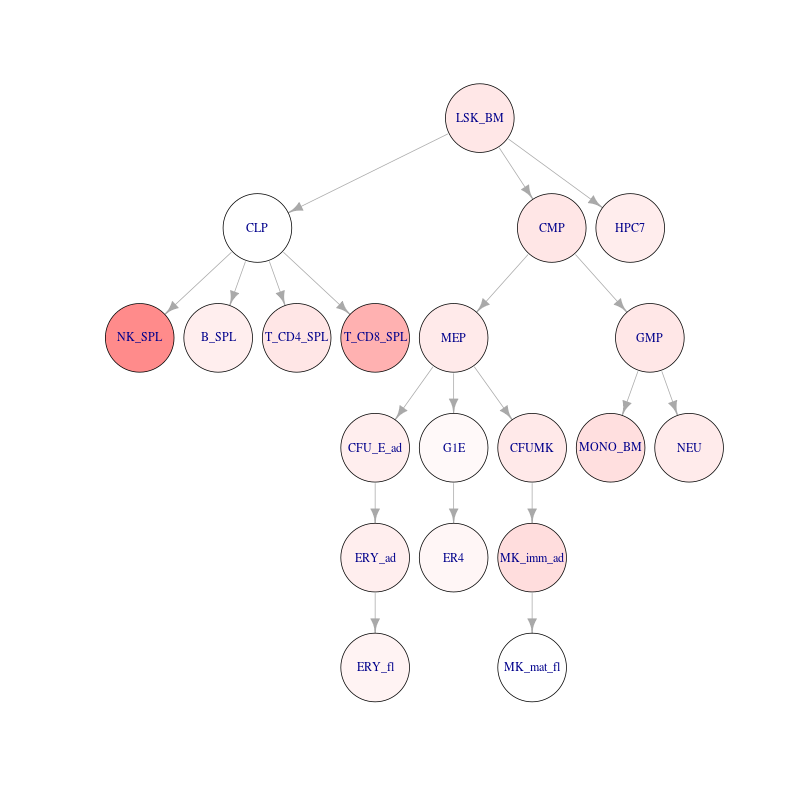 LSK_BM
CLP
CMP
HPC7
NK_SPL
B_SPL
T_CD4_SPL
T_CD8_SPL
MEP
GMP
CFU_E_ad
G1E
CFUMK
MONO_BM
NEU
ERY_ad
ER4
MK_imm_ad
ERY_fl
MK_mat_fl